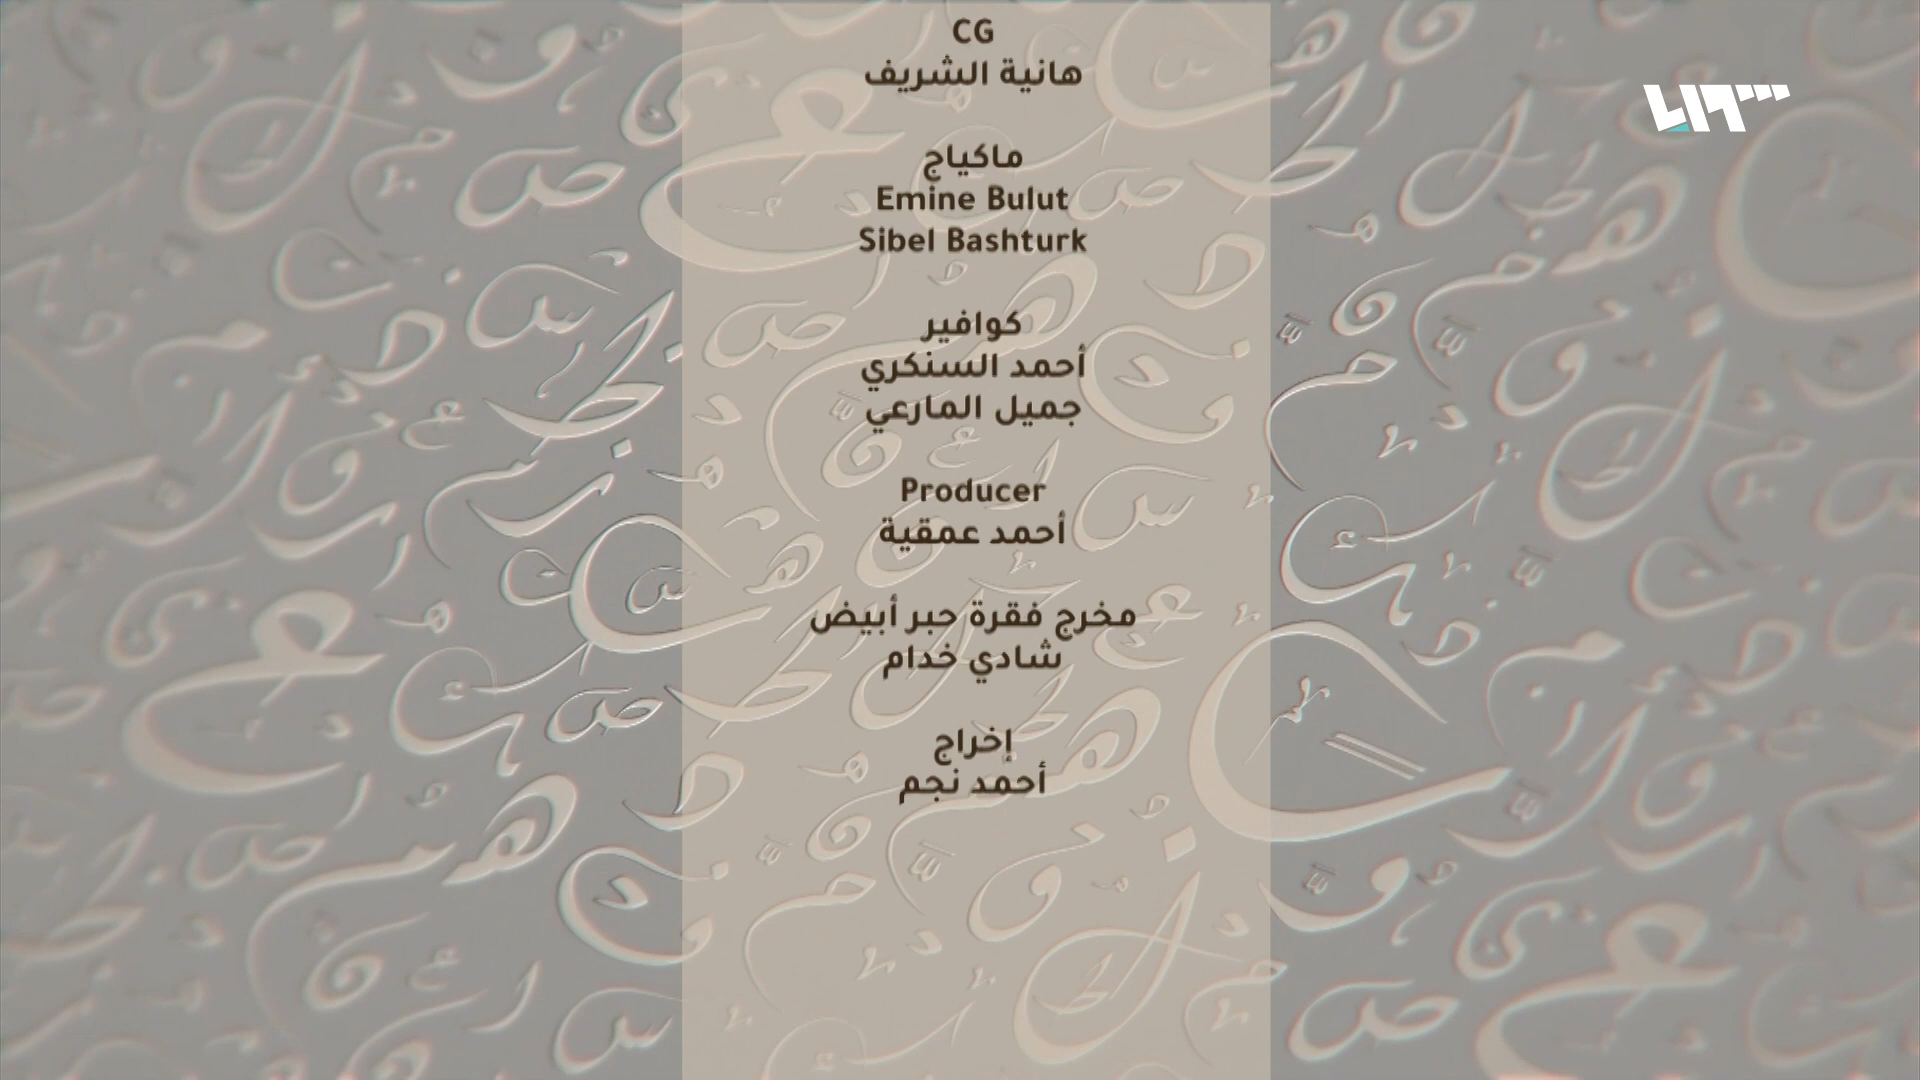 CG
هانية الشريف
ماكياج
Emine Bulut
Sibel Bashturk
كوافير
أحمد السنكري
جميل المارعي
Producer
أحمد عمقية
مخرج فقرة حبر أبيض
شادي خدام
إخراج
أحمد نجم